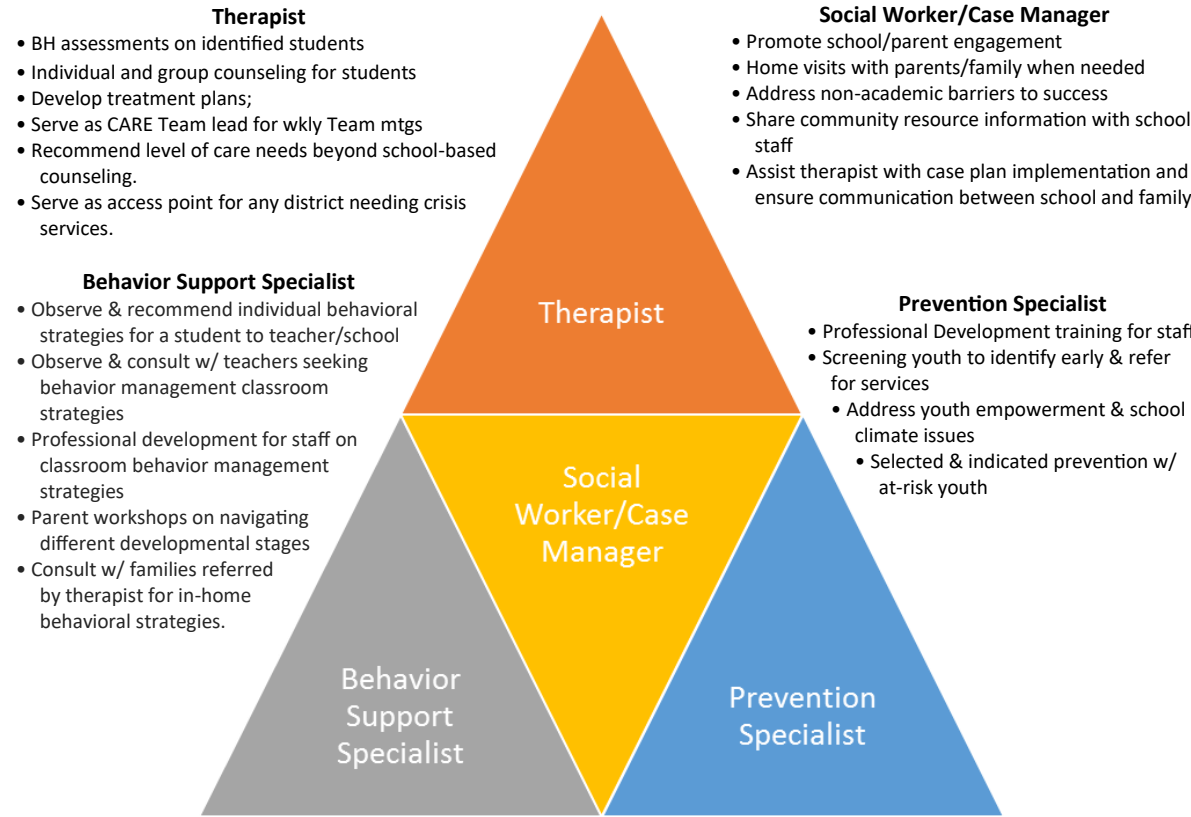 Therapist
• BH assessments on identified students
• Individual and group counseling for students
• Develop treatment plans;
• Serve as CARE Team lead for wkly Team mtgs
• Recommend level of care needs beyond school-based
counseling.
• Serve as access point for any district needing crisis
services.
Social Worker/Case Manager
• Promote school/parent engagement
• Home visits with parents/family when needed
• Address non-academic barriers to success
• Share community resource information with school
staff
• Assist therapist with case plan implementation and
ensure communication between school and family
Behavior Support Specialist
• Observe & recommend individual behavioral
strategies for a student to teacher/school
• Observe & consult w/ teachers seeking
behavior management classroom
strategies
• Professional development for staff on
classroom behavior management
strategies
• Parent workshops on navigating
different developmental stages
• Consult w/ families referred
by therapist for in-home
behavioral strategies.
Prevention Specialist
• Professional Development training for staff
• Screening youth to identify early & refer
for services
• Address youth empowerment & school
climate issues
• Selected & indicated prevention w/
at-risk youth
Therapist
Social
Worker/Case
Manager
Behavior
Support
Specialist
Prevention
Specialist